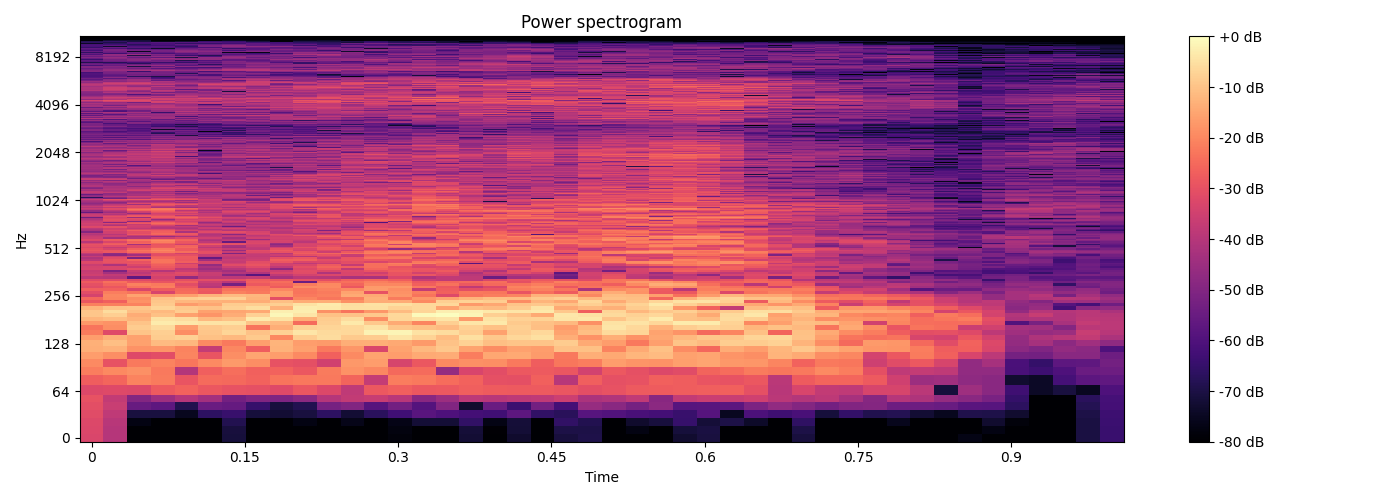 Power spectrogram
Hz
8192
4096
2048
1024
512
256
128
64
0
0 0.15 0.3 0.45 0.6 0.75 0.9
Time
+0 dB
-10 dB
-20 dB
-30 dB
-40 dB
-50 dB
-60 dB
-70 dB
-80 dB